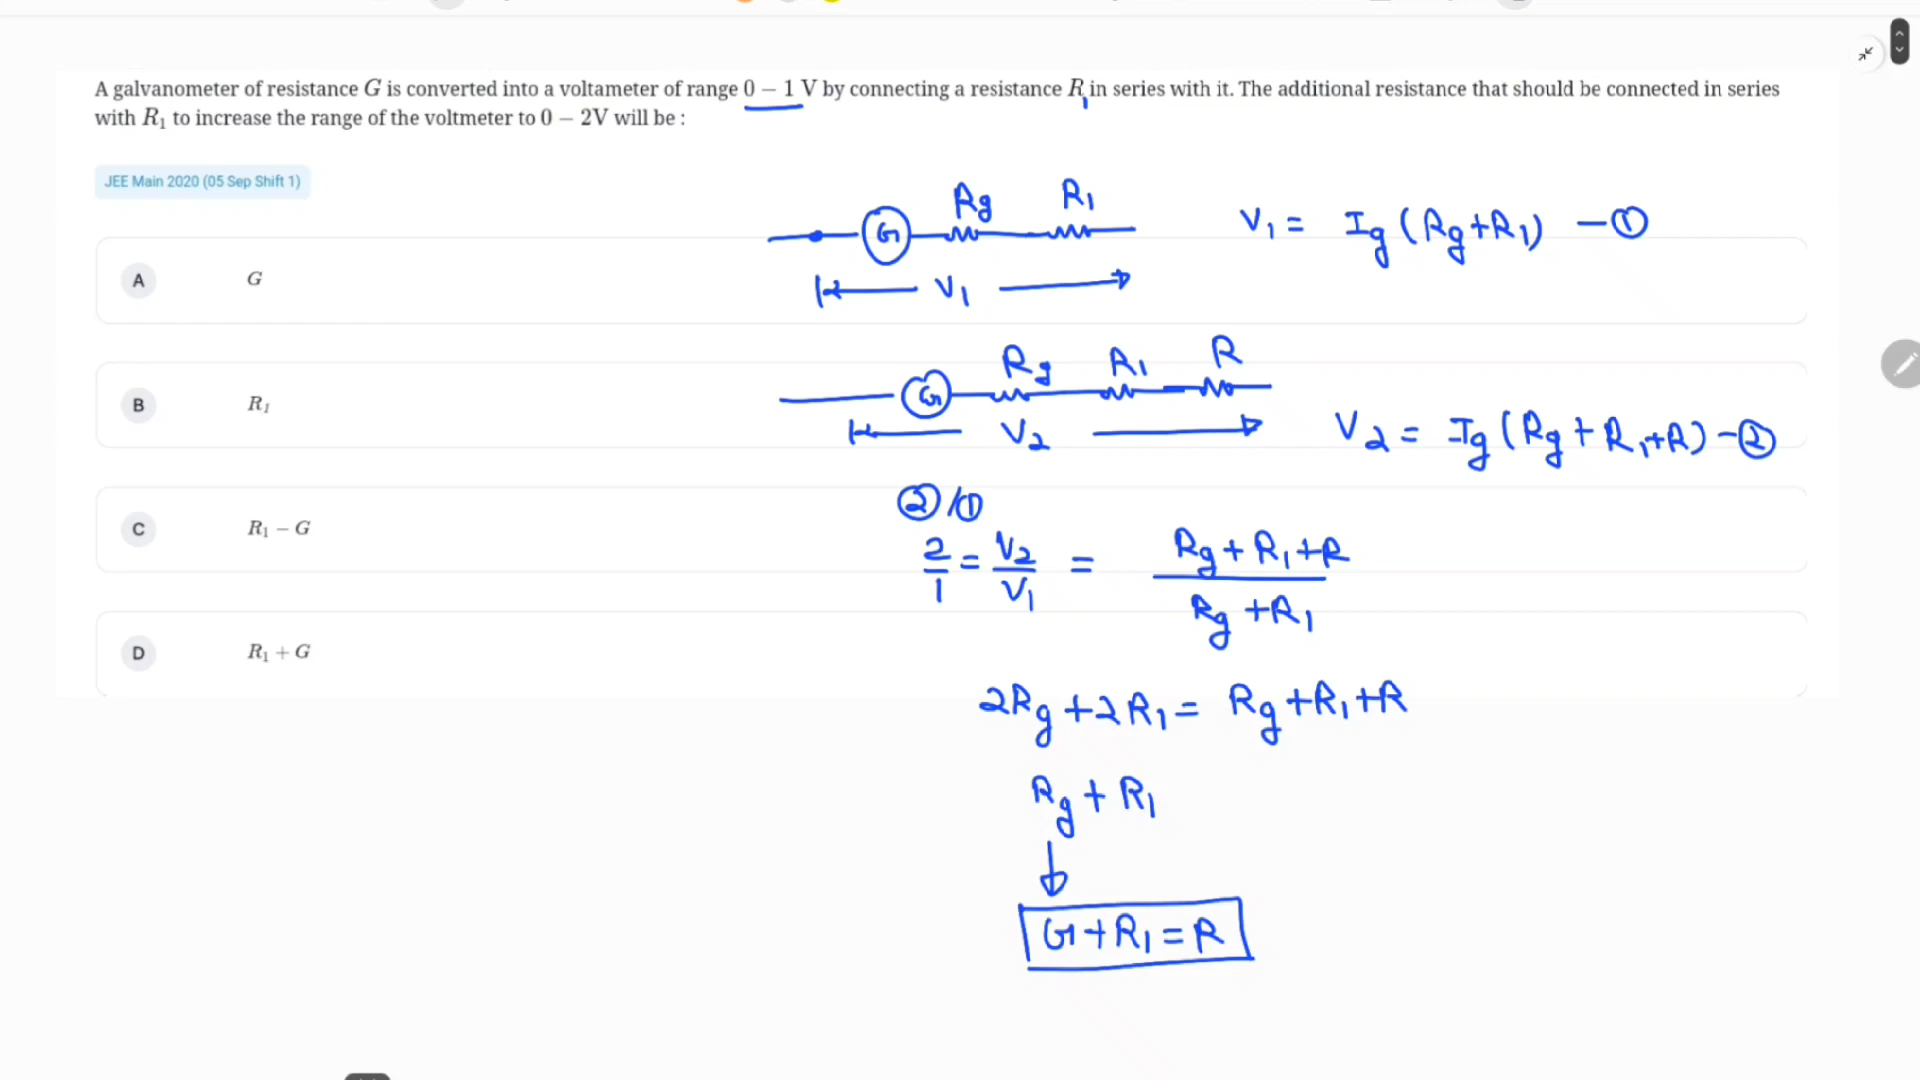 A galvanometer of resistance G is converted into a voltameter of range 0 – 1 V by connecting a resistance R₁ in series with it. The additional resistance that should be connected in series
with R₁ to increase the range of the voltmeter to 0 – 2V will be :
JEE Main 2020 (05 Sep Shift 1)
Rg R₁
G
V₁ = Ig (Rg+R₁) – ①
V₁
A G
Rg R₁ R
G
V₂
V₂ = Ig (Rg + R₁+R) – ②
B R₁
②/①
C R₁ – G
2/1 = V₂/V₁ = (Rg + R₁ + R)/(Rg + R₁)
D R₁ + G
2Rg + 2R₁ = Rg + R₁ + R
Rg + R₁
G + R₁ = R